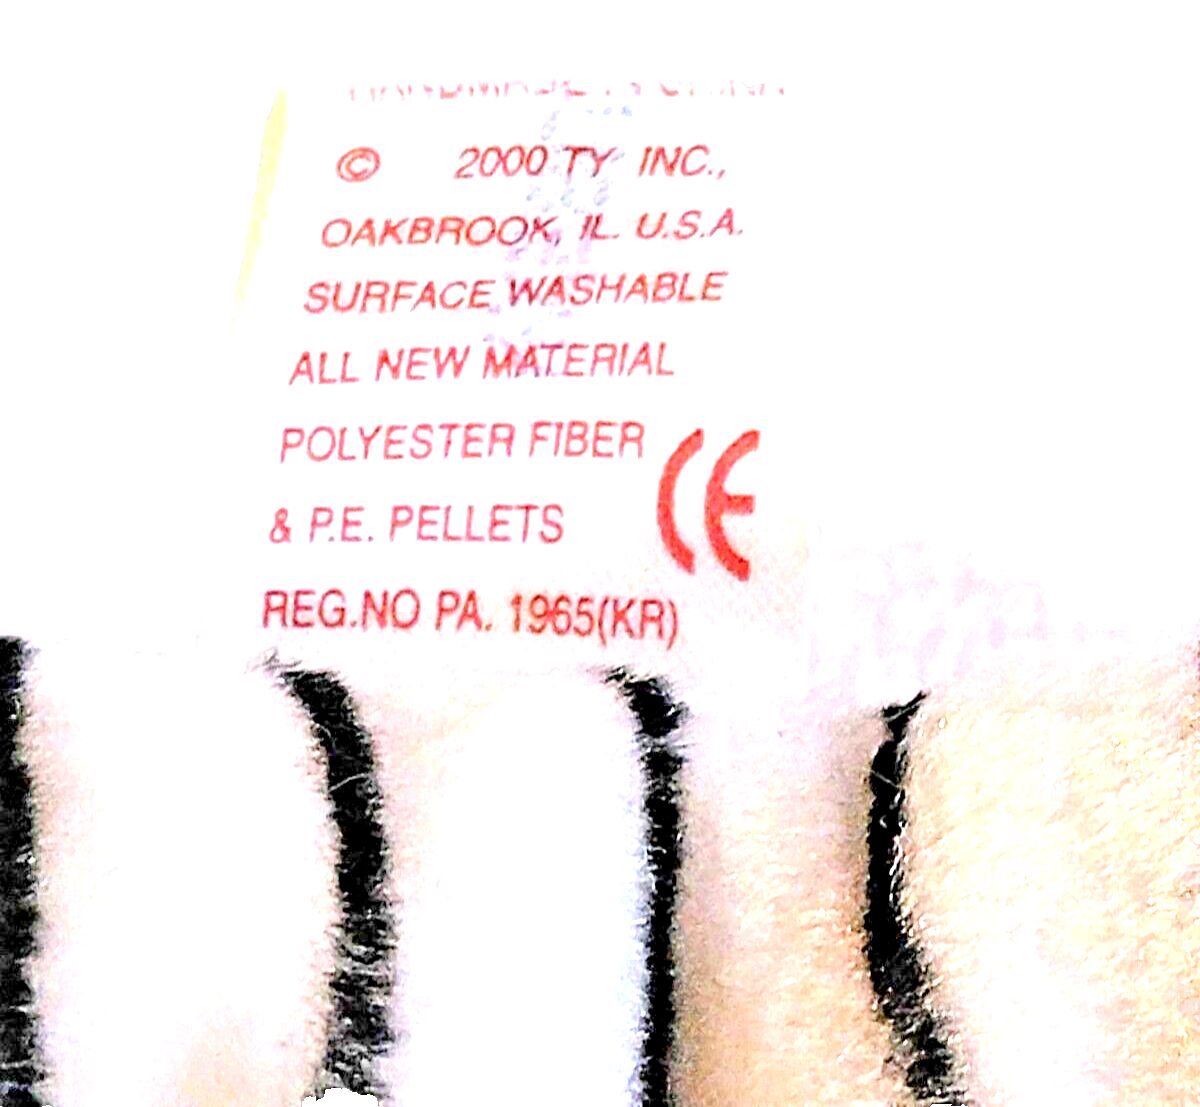 © 2000 TY INC.,
OAKBROOK, IL. U.S.A.
SURFACE WASHABLE
ALL NEW MATERIAL
POLYESTER FIBER
& P.E. PELLETS
CE
REG.NO PA. 1965(KR)